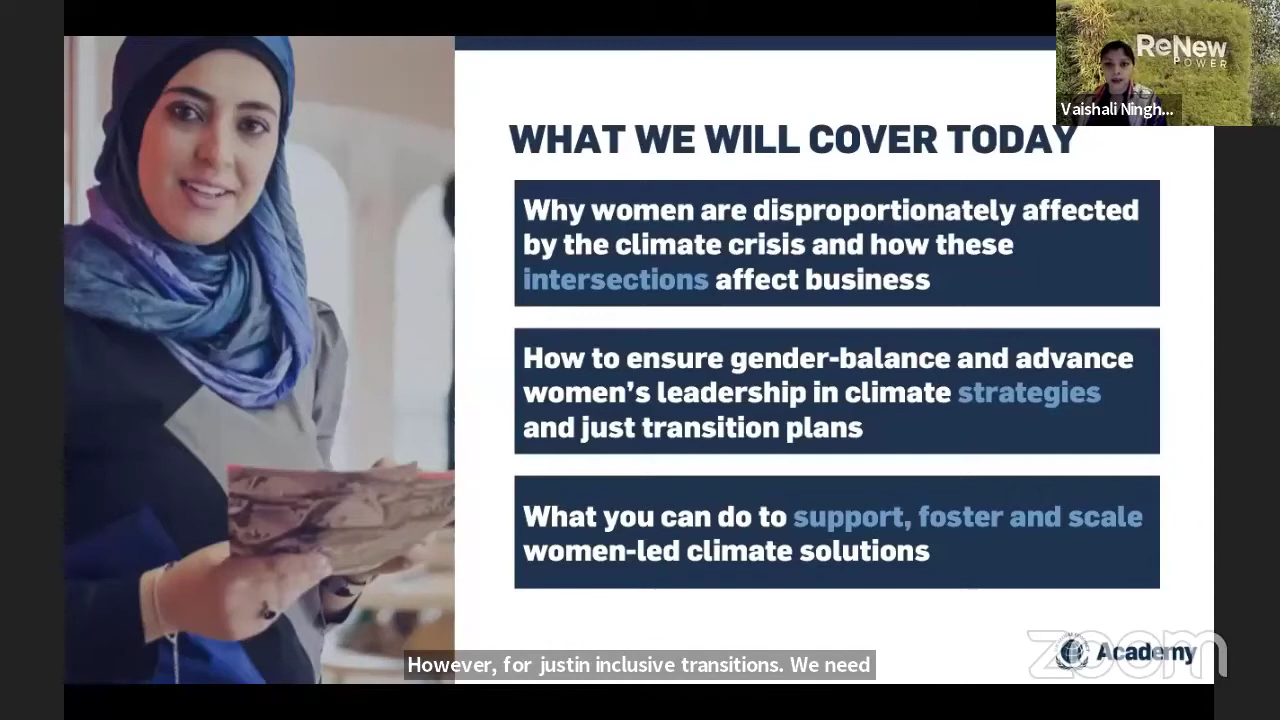 ReNew
POWER
Vaishali Ningh...
WHAT WE WILL COVER TODAY
Why women are disproportionately affected
by the climate crisis and how these
intersections affect business
How to ensure gender-balance and advance
women's leadership in climate strategies
and just transition plans
What you can do to support, foster and scale
women-led climate solutions
However, for justin inclusive transitions. We need
zoom
Academy